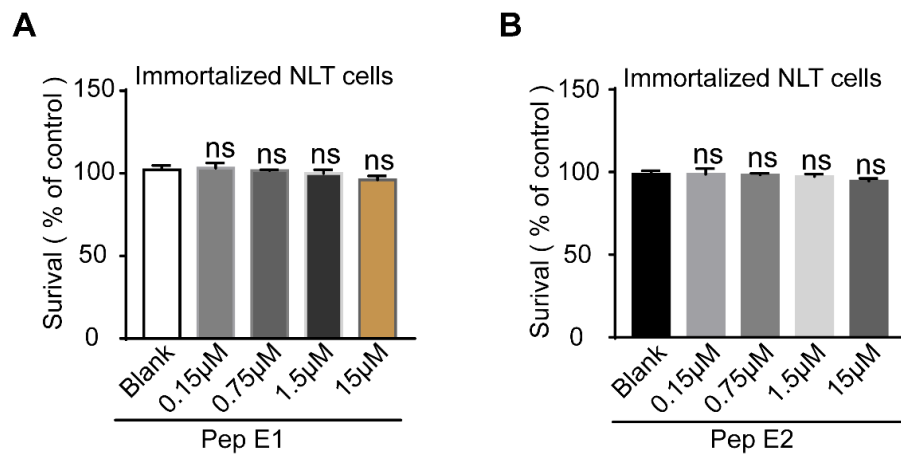 A
Immortalized NLT cells
Surival ( % of control )
150
100
50
0
ns
ns
ns
ns
Blank
0.15μM
0.75μM
1.5μM
15μM
Pep E1
B
Immortalized NLT cells
Surival ( % of control )
150
100
50
0
ns
ns
ns
ns
Blank
0.15μM
0.75μM
1.5μM
15μM
Pep E2